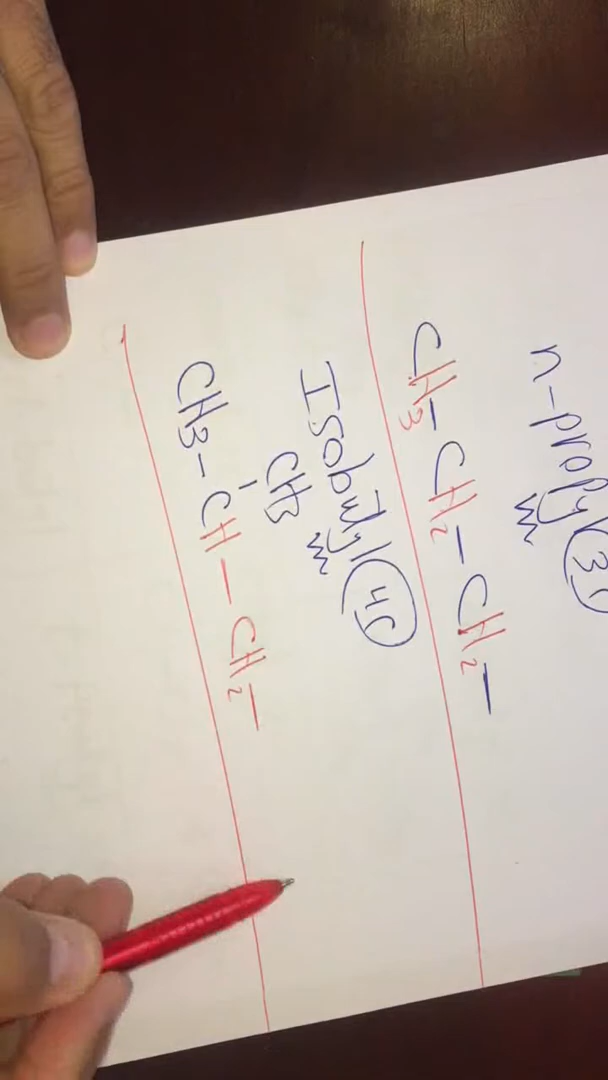 n-propyl (3C)
CH3-CH2-CH2-
Isobutyl (4C)
CH3
CH3-CH-CH2-